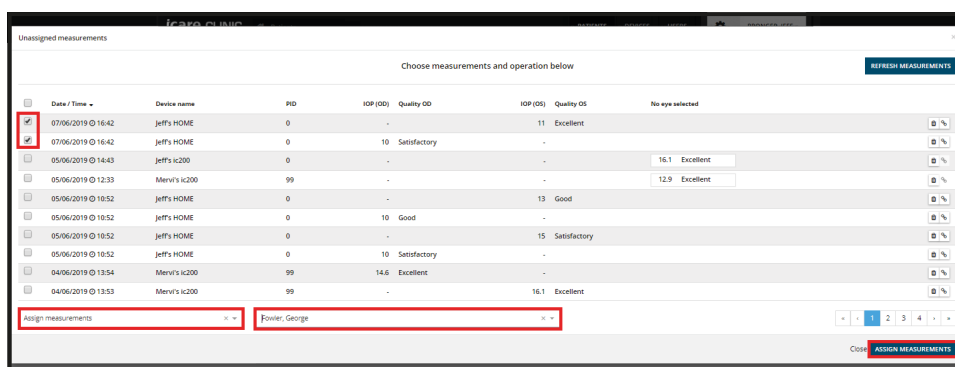 icare CLINIC
PATIENTS DEVICES USERS
Unassigned measurements ×
Choose measurements and operation below
REFRESH MEASUREMENTS
Date / Time Device name PID IOP (OD) Quality OD IOP (OS) Quality OS No eye selected
07/06/2019 16:42 Jeff's HOME 0 - 11 Excellent
07/06/2019 16:42 Jeff's HOME 0 10 Satisfactory -
05/06/2019 14:43 Jeff's ic200 0 - - 16.1 Excellent
05/06/2019 12:33 Mervi's ic200 99 - - 12.9 Excellent
05/06/2019 10:52 Jeff's HOME 0 - 13 Good
05/06/2019 10:52 Jeff's HOME 0 10 Good -
05/06/2019 10:52 Jeff's HOME 0 - 15 Satisfactory
05/06/2019 10:52 Jeff's HOME 0 10 Satisfactory -
04/06/2019 13:54 Mervi's ic200 99 14.6 Excellent -
04/06/2019 13:53 Mervi's ic200 99 - 16.1 Excellent
Assign measurements × Fowler, George × « ‹ 1 2 3 4 › »
Close ASSIGN MEASUREMENTS